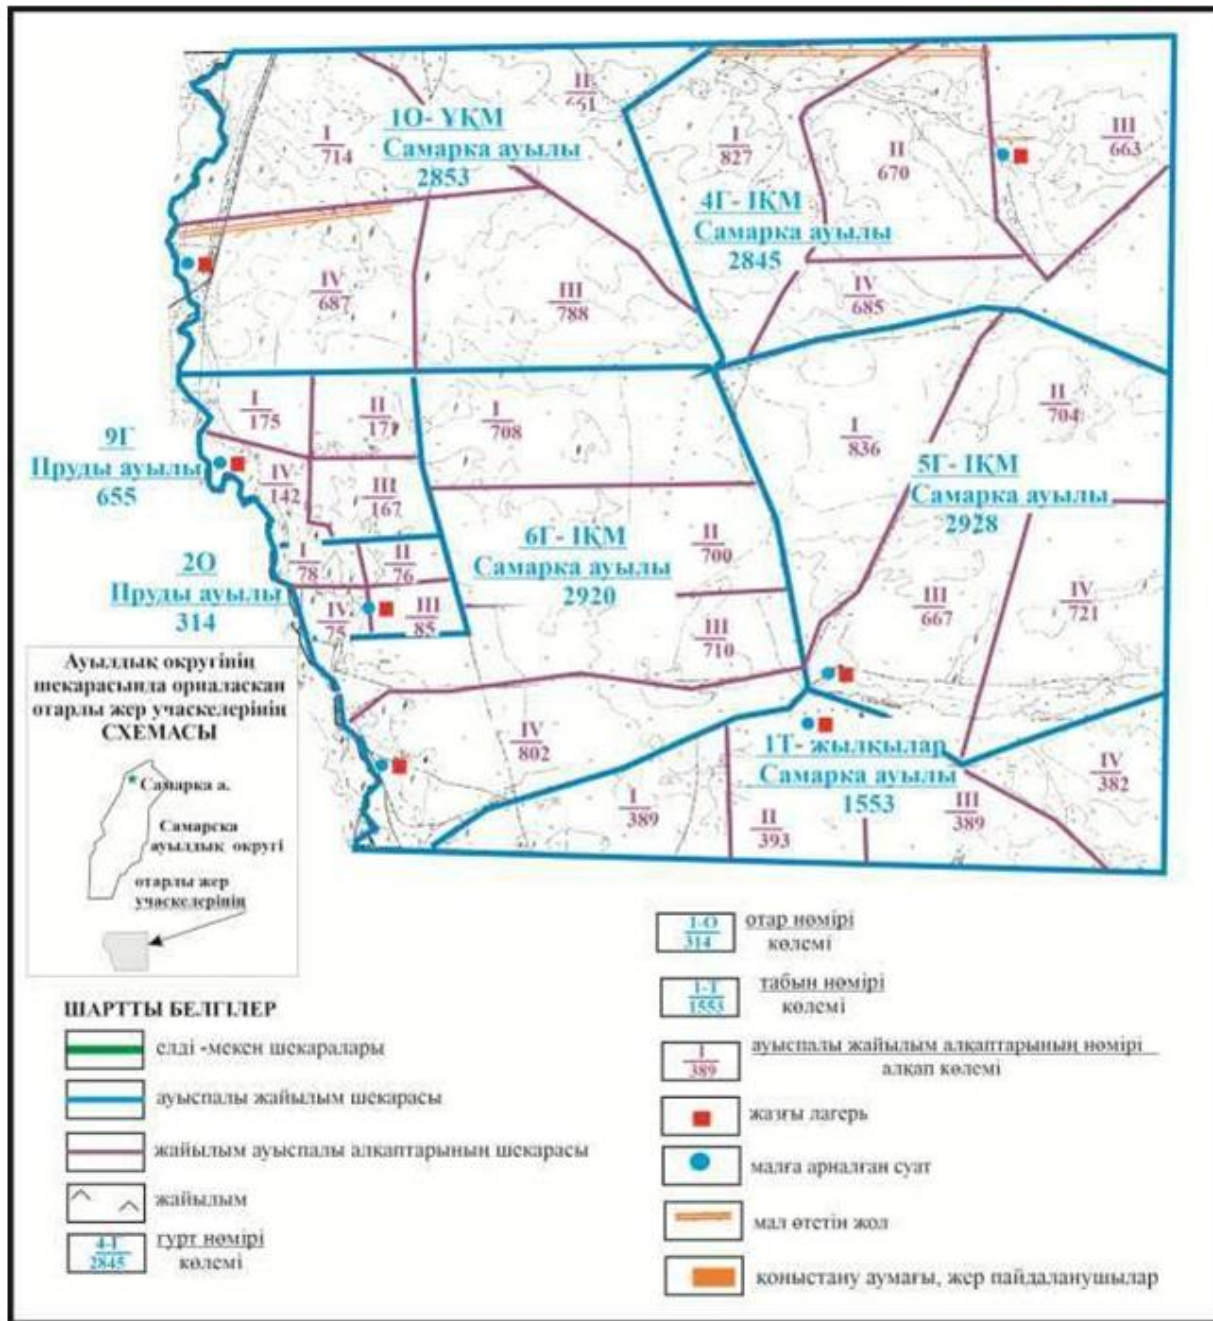 II
661
1О- ҰҚМ
Самарка ауылы
2853
I
714
IV
687
III
788
I
827
II
670
III
663
4Г- ІҚМ
Самарка ауылы
2845
IV
685
I
175
II
171
IV
142
III
167
9Г
Пруды ауылы
655
I
708
I
836
II
704
5Г- ІҚМ
Самарка ауылы
2928
6Г- ІҚМ
Самарка ауылы
2920
II
700
III
710
III
667
IV
721
I
78
II
76
IV
75
III
85
2О
Пруды ауылы
314
IV
802
1Т- жылқылар
Самарка ауылы
1553
I
389
II
393
III
389
IV
382
Ауылдық округінің
шекарасында орналаскан
отарлы жер учаскелерінің
СХЕМАСЫ
Самарка а.
Самарска
ауылдық округі
отарлы жер
учаскелерінің
ШАРТТЫ БЕЛГІЛЕР
елді -мекен шекаралары
ауыспалы жайылым шекарасы
жайылым ауыспалы алқаптарының шекарасы
жайылым
4-Г
2845
гурт нөмірі
көлемі
1-О
314
отар нөмірі
көлемі
1-Т
1553
табын нөмірі
көлемі
I
389
ауыспалы жайылым алқаптарының нөмірі
алқап көлемі
жазғы лагерь
малға арналған суат
мал өтетін жол
қоныстану аумағы, жер пайдаланушылар